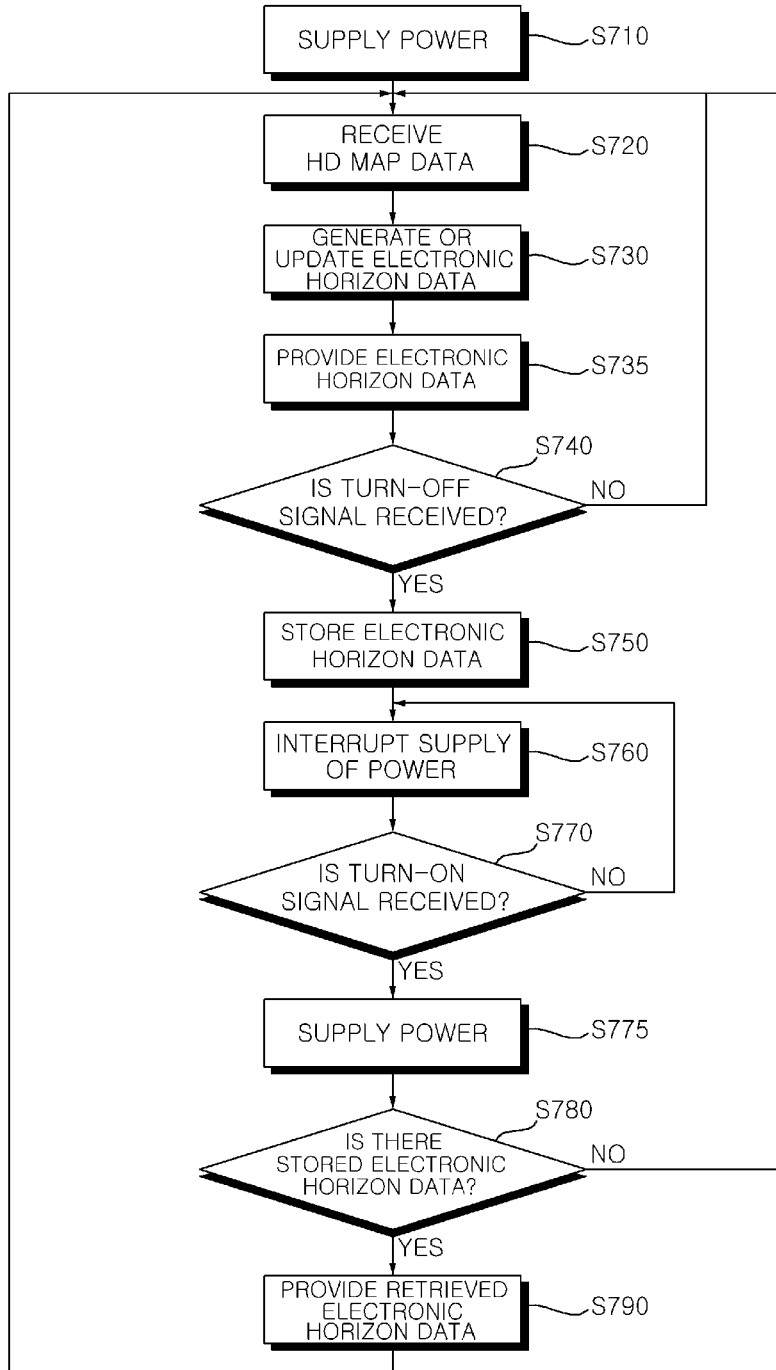 SUPPLY POWER
S710
RECEIVE
HD MAP DATA
S720
GENERATE OR
UPDATE ELECTRONIC
HORIZON DATA
S730
PROVIDE ELECTRONIC
HORIZON DATA
S735
S740
IS TURN-OFF
SIGNAL RECEIVED?
NO
YES
STORE ELECTRONIC
HORIZON DATA
S750
INTERRUPT SUPPLY
OF POWER
S760
S770
IS TURN-ON
SIGNAL RECEIVED?
NO
YES
SUPPLY POWER
S775
S780
IS THERE
STORED ELECTRONIC
HORIZON DATA?
NO
YES
PROVIDE RETRIEVED
ELECTRONIC
HORIZON DATA
S790